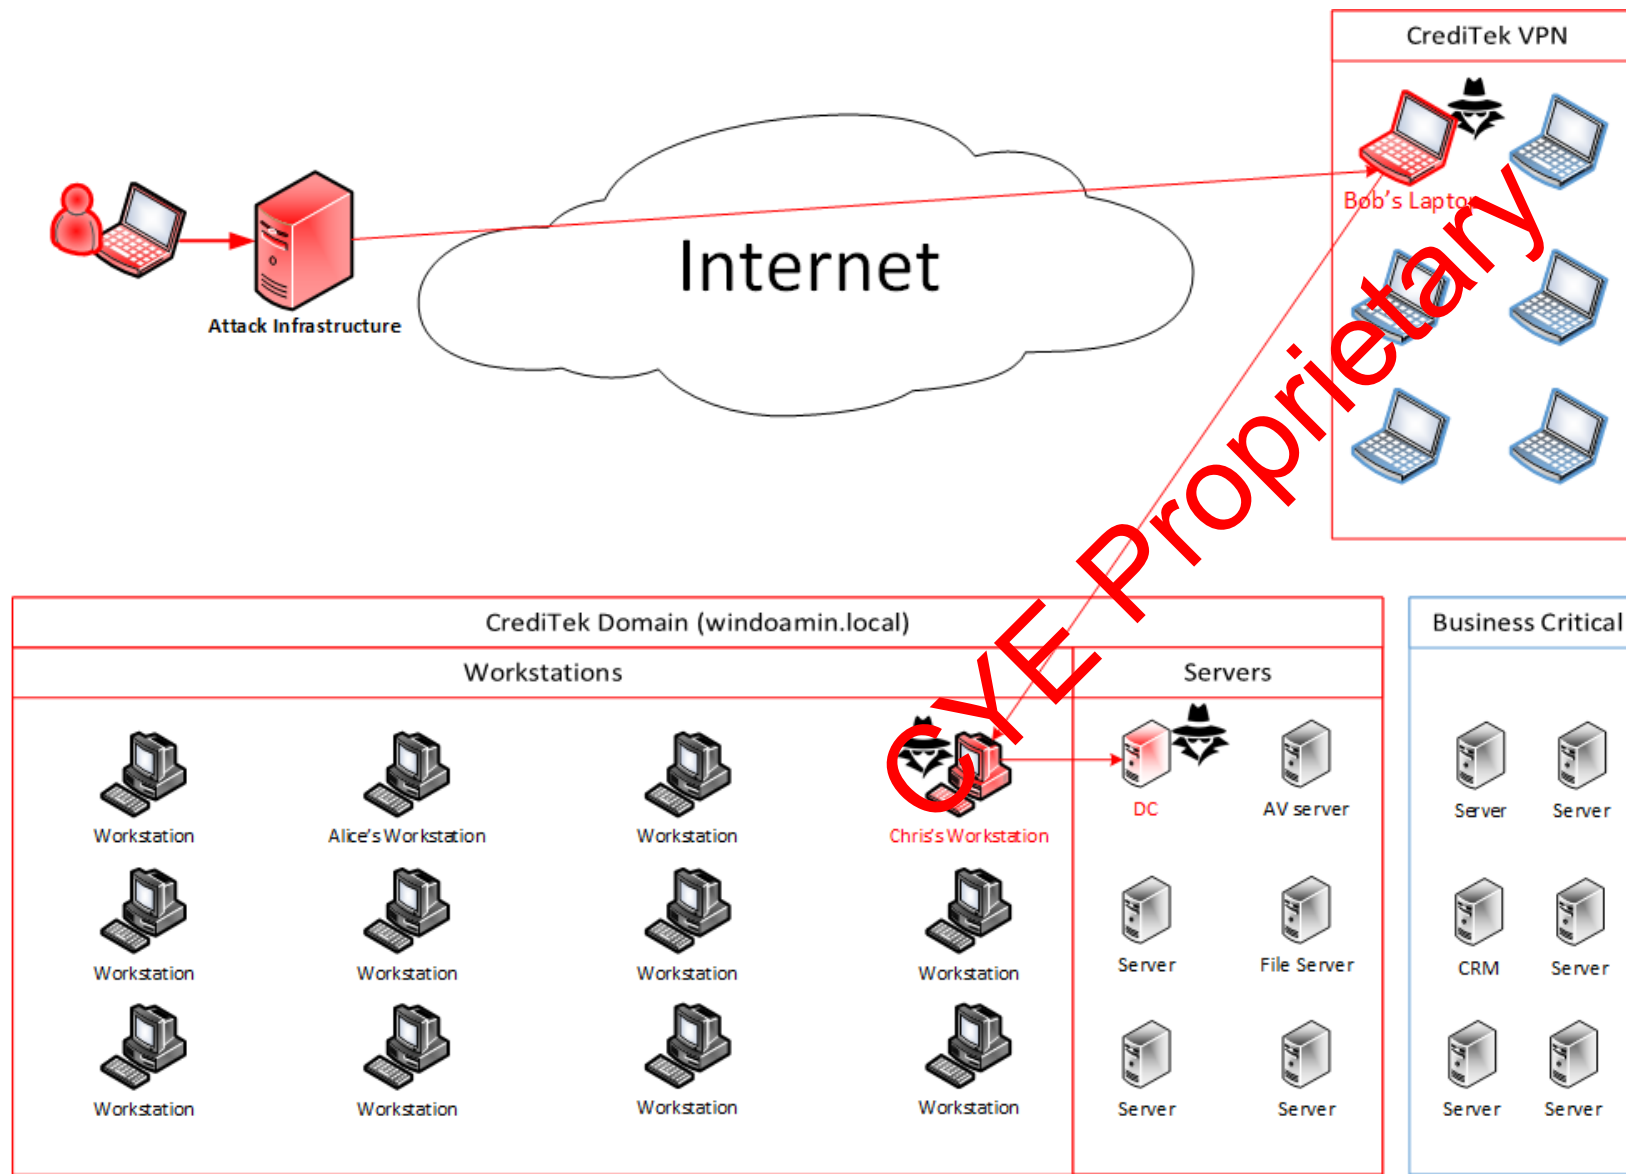 CrediTek VPN
Bob's Laptop
Internet
Attack Infrastructure
CYE Proprietary
CrediTek Domain (windoamin.local)
Business Critical
Workstations
Servers
Workstation
Alice's Workstation
Workstation
Chris's Workstation
DC
AV server
Server
Server
Workstation
Workstation
Workstation
Workstation
Server
File Server
CRM
Server
Workstation
Workstation
Workstation
Workstation
Server
Server
Server
Server